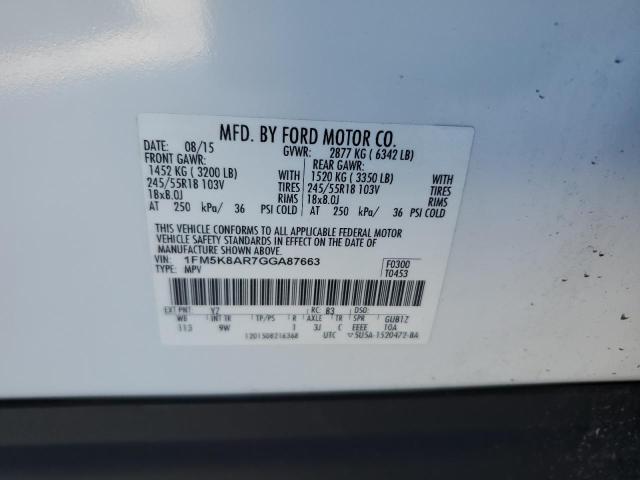 MFD. BY FORD MOTOR CO.
DATE: 08/15 GVWR: 2877 KG ( 6342 LB)
FRONT GAWR: REAR GAWR:
1452 KG ( 3200 LB) WITH 1520 KG ( 3350 LB) WITH
245/55R18 103V TIRES 245/55R18 103V TIRES
18x8.0J RIMS 18x8.0J RIMS
AT 250 kPa/ 36 PSI COLD AT 250 kPa/ 36 PSI COLD
THIS VEHICLE CONFORMS TO ALL APPLICABLE FEDERAL MOTOR
VEHICLE SAFETY STANDARDS IN EFFECT ON THE DATE OF
MANUFACTURE SHOWN ABOVE.
VIN: 1FM5K8AR7GGA87663 F0300
TYPE: MPV T0453
EXT PNT: YZ RC: 83 DSO:
WB INT TR TP/PS R AXLE TR SPR GUB1Z
113 9W 1 3J C EEEE 10A
1201508216368 UTC 5U5A-1520472-BA